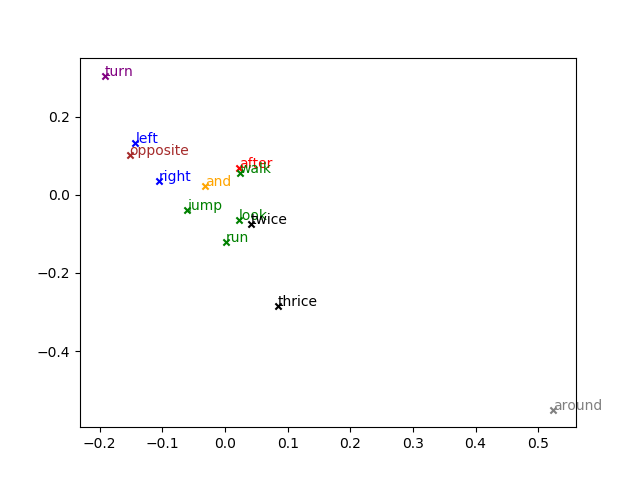 turn
left
opposite
right
after
walk
and
jump
look
twice
run
thrice
around
0.2
0.0
−0.2
−0.4
−0.2 −0.1 0.0 0.1 0.2 0.3 0.4 0.5